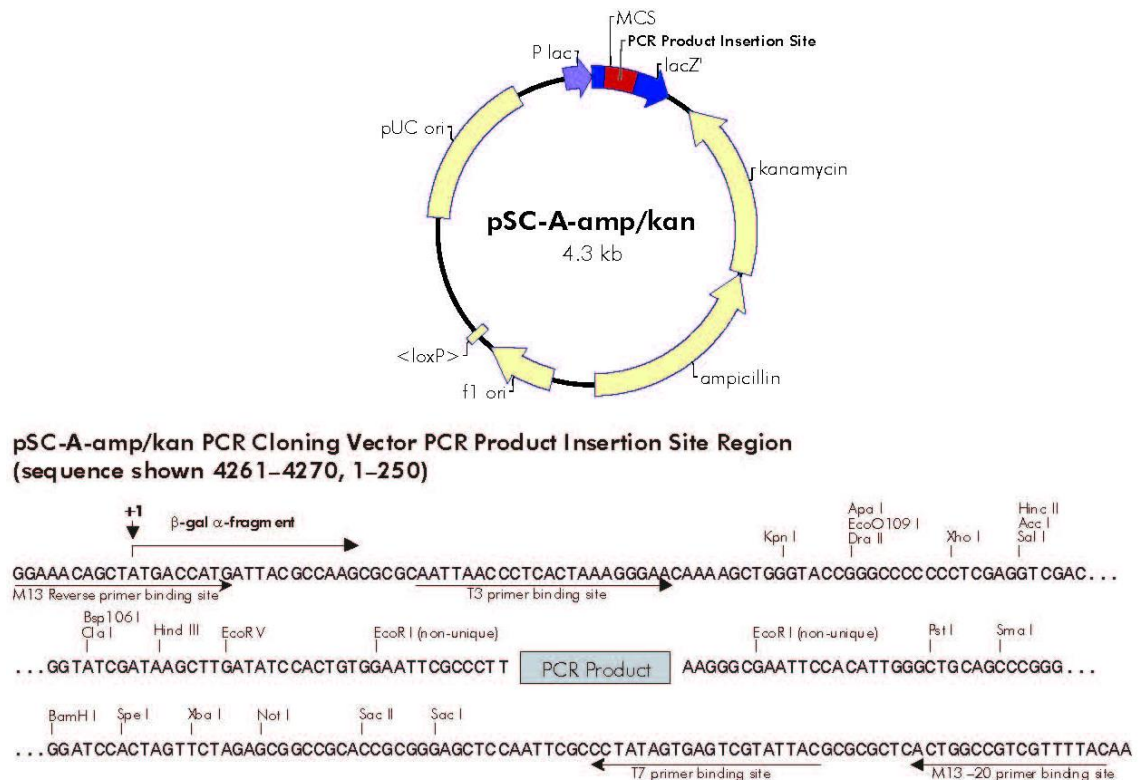 MCS
PCR Product Insertion Site
P lac
lacZ'
pUC ori
kanamycin
pSC-A-amp/kan
4.3 kb
<loxP>
f1 ori
ampicillin
pSC-A-amp/kan PCR Cloning Vector PCR Product Insertion Site Region
(sequence shown 4261–4270, 1–250)
+1
β-gal α-fragment
Apa I
EcoO109 I
Dra II
Hinc II
Acc I
Sal I
Kpn I
Xho I
GGAAACAGCTATGACCATGATTACGCCAAGCGCGCAATTAACCCTCACTAAAGGGAACAAAAGCTGGGTACCGGGCCCCCCCTCGAGGTCGAC...
M13 Reverse primer binding site
T3 primer binding site
Bsp106 I
Cla I
Hind III
EcoRV
EcoRI (non-unique)
EcoRI (non-unique)
Pst I
Sma I
...GGTATCGATAAGCTTGATATCCACTGTGGAATTCGCCCTT PCR Product AAGGGCGAATTCCACATTGGGCTGCAGCCCGGG...
BamH I
Spe I
Xba I
Not I
Sac II
Sac I
...GGATCCACTAGTTCTAGAGCGGCCGCACCGCGGGAGCTCCAATTCGCCCTATAGTGAGTCGTATTACGCGCGCTCACTGGCCGTCGTTTTACAA
T7 primer binding site
M13 –20 primer binding site